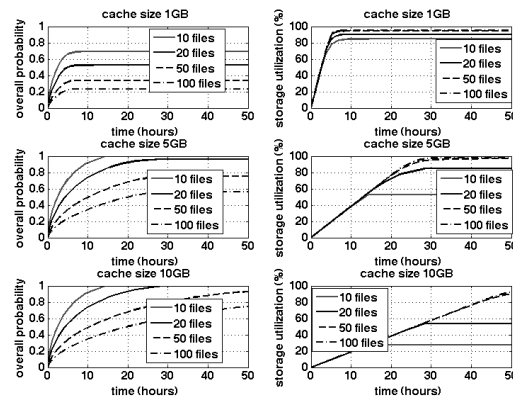 cache size 1GB
overall probability
1
0.8
0.6
0.4
0.2
0
0 10 20 30 40 50
time (hours)
10 files
20 files
50 files
100 files
cache size 1GB
storage utilization (%)
100
80
60
40
20
0
0 10 20 30 40 50
time (hours)
10 files
20 files
50 files
100 files
cache size 5GB
overall probability
1
0.8
0.6
0.4
0.2
0
0 10 20 30 40 50
time (hours)
10 files
20 files
50 files
100 files
cache size 5GB
storage utilization (%)
100
80
60
40
20
0
0 10 20 30 40 50
time (hours)
10 files
20 files
50 files
100 files
cache size 10GB
overall probability
1
0.8
0.6
0.4
0.2
0
0 10 20 30 40 50
time (hours)
10 files
20 files
50 files
100 files
cache size 10GB
storage utilization (%)
100
80
60
40
20
0
0 10 20 30 40 50
time (hours)
10 files
20 files
50 files
100 files